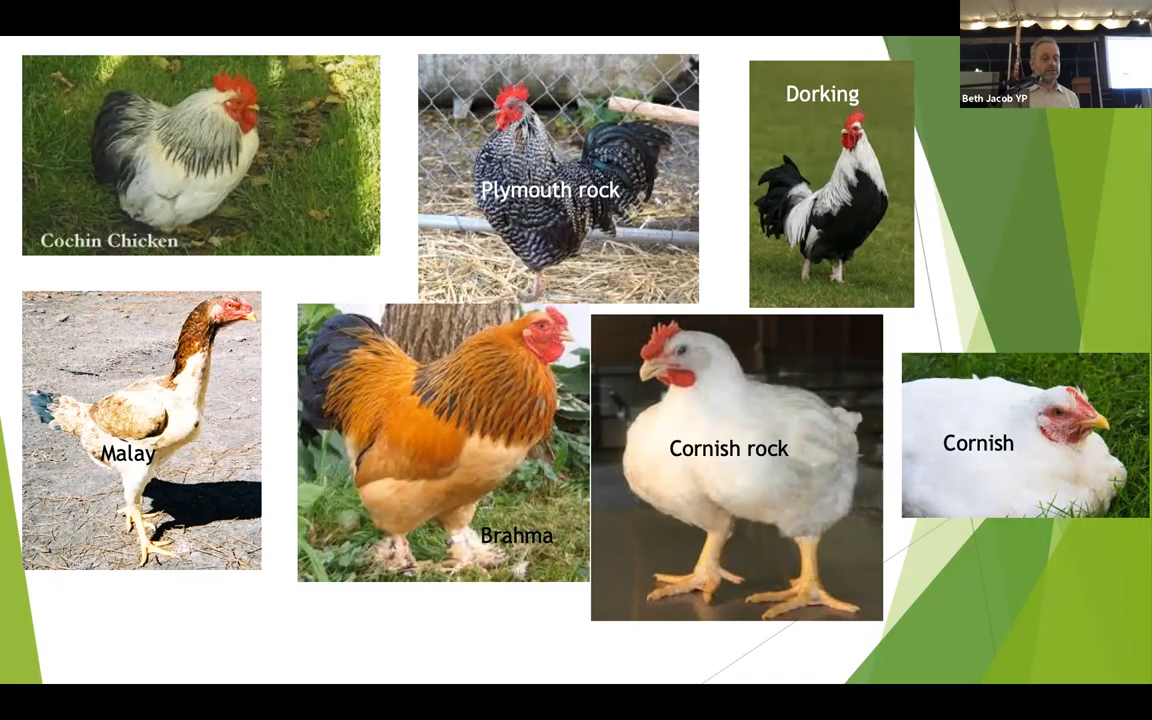 Beth Jacob YP
Cochin Chicken
Plymouth rock
Dorking
Malay
Brahma
Cornish rock
Cornish